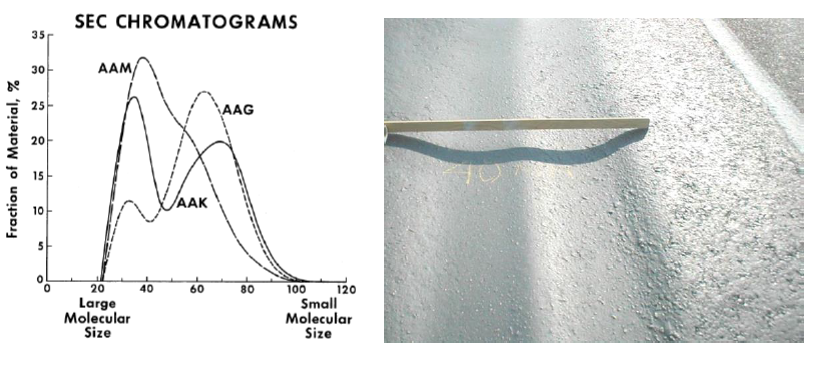 SEC CHROMATOGRAMS
Fraction of Material, %
35
30
25
20
15
10
5
0
AAM
AAG
AAK
0 20 40 60 80 100 120
Large
Molecular
Size
Small
Molecular
Size